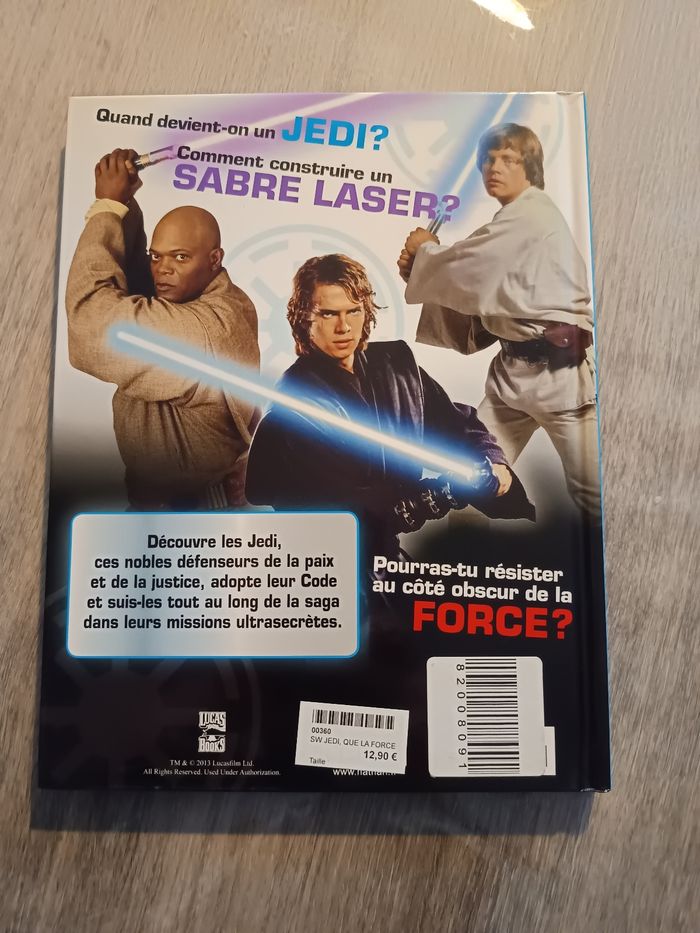 Quand devient-on un JEDI?
Comment construire un
SABRE LASER?
Découvre les Jedi,
ces nobles défenseurs de la paix
et de la justice, adopte leur Code
et suis-les tout au long de la saga
dans leurs missions ultrasecrètes.
Pourras-tu résister
au côté obscur de la
FORCE?
LUCAS
BOOKS
TM & © 2013 Lucasfilm Ltd.
All Rights Reserved. Used Under Authorization.
00360
SW JEDI, QUE LA FORCE
12,90 €
Taille
82008091